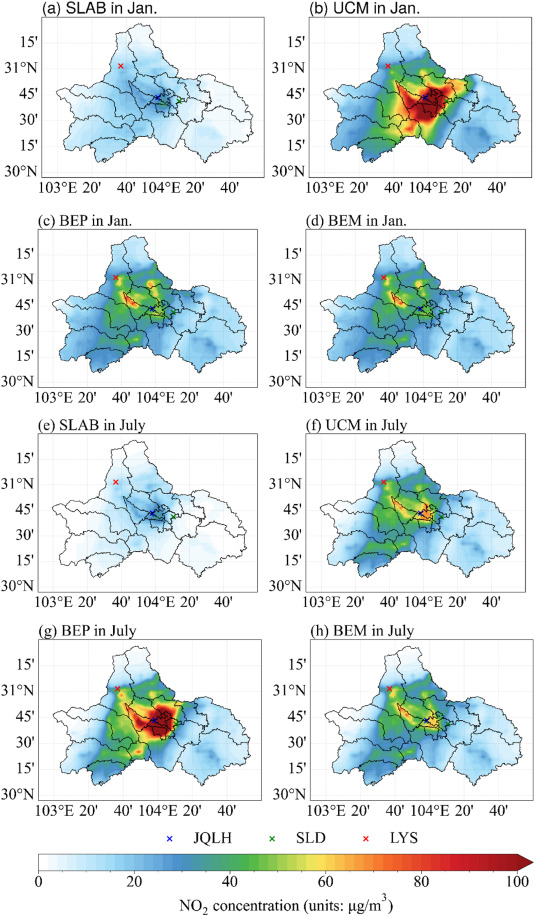 (a) SLAB in Jan.
(b) UCM in Jan.
15'
31°N
45'
30'
15'
30°N
103°E 20' 40' 104°E 20' 40'
15'
31°N
45'
30'
15'
30°N
103°E 20' 40' 104°E 20' 40'
(c) BEP in Jan.
(d) BEM in Jan.
15'
31°N
45'
30'
15'
30°N
103°E 20' 40' 104°E 20' 40'
15'
31°N
45'
30'
15'
30°N
103°E 20' 40' 104°E 20' 40'
(e) SLAB in July
(f) UCM in July
15'
31°N
45'
30'
15'
30°N
103°E 20' 40' 104°E 20' 40'
15'
31°N
45'
30'
15'
30°N
103°E 20' 40' 104°E 20' 40'
(g) BEP in July
(h) BEM in July
15'
31°N
45'
30'
15'
30°N
103°E 20' 40' 104°E 20' 40'
15'
31°N
45'
30'
15'
30°N
103°E 20' 40' 104°E 20' 40'
JQLH SLD LYS
0 20 40 60 80 100
NO₂ concentration (units: μg/m³)